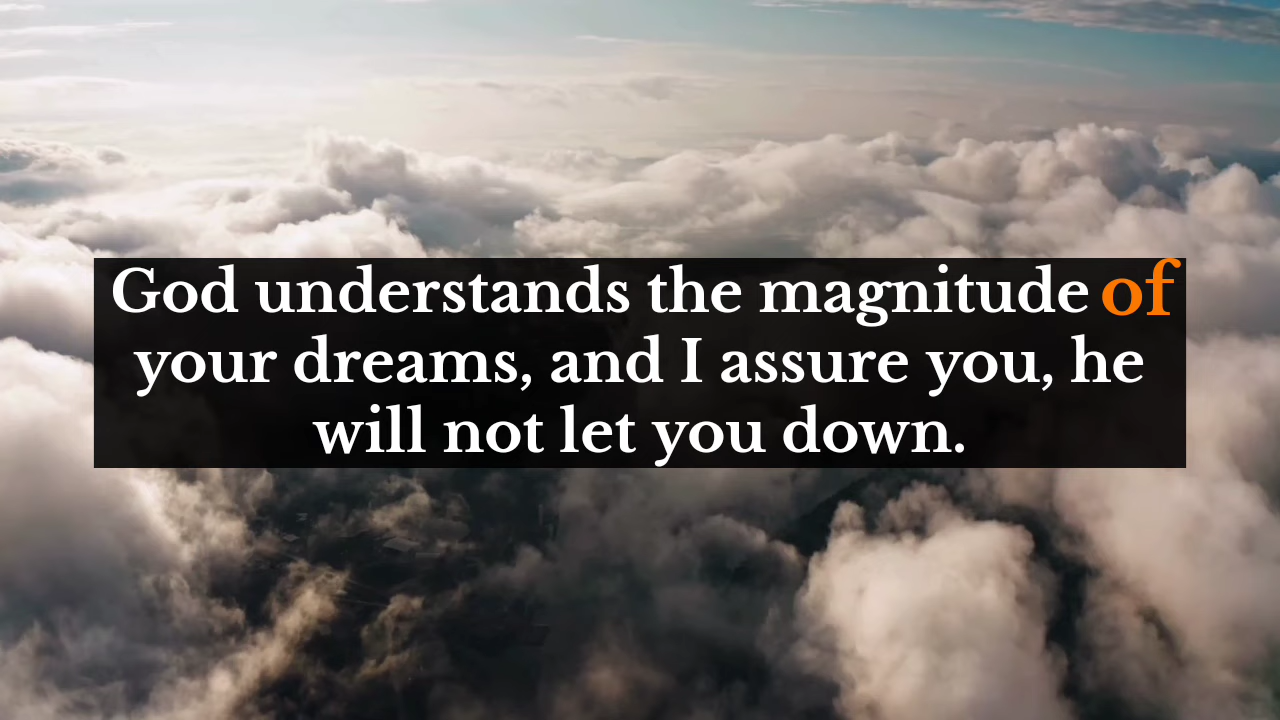 God understands the magnitude of
your dreams, and I assure you, he
will not let you down.